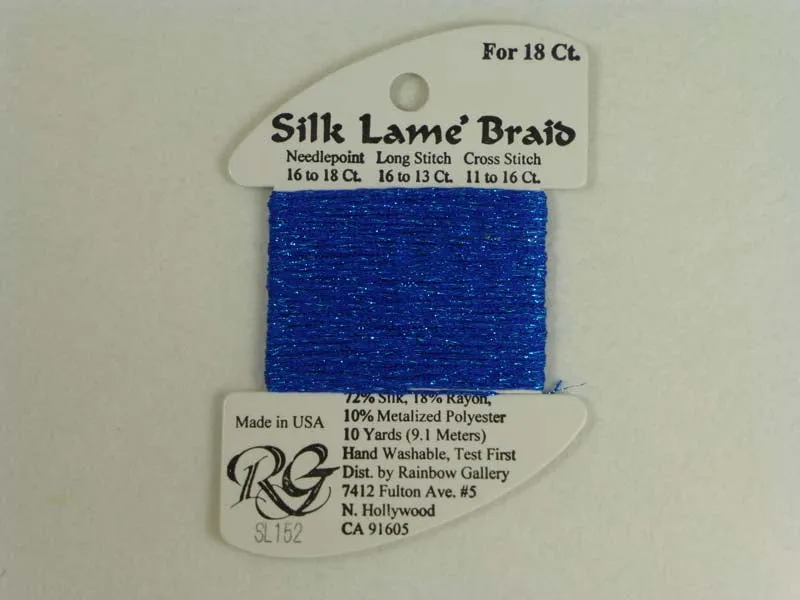 For 18 Ct.
Silk Lame' Braid
Needlepoint Long Stitch Cross Stitch
16 to 18 Ct. 16 to 13 Ct. 11 to 16 Ct.
72% Silk, 18% Rayon,
10% Metalized Polyester
10 Yards (9.1 Meters)
Hand Washable, Test First
Dist. by Rainbow Gallery
7412 Fulton Ave. #5
N. Hollywood
CA 91605
Made in USA
RG
SL152